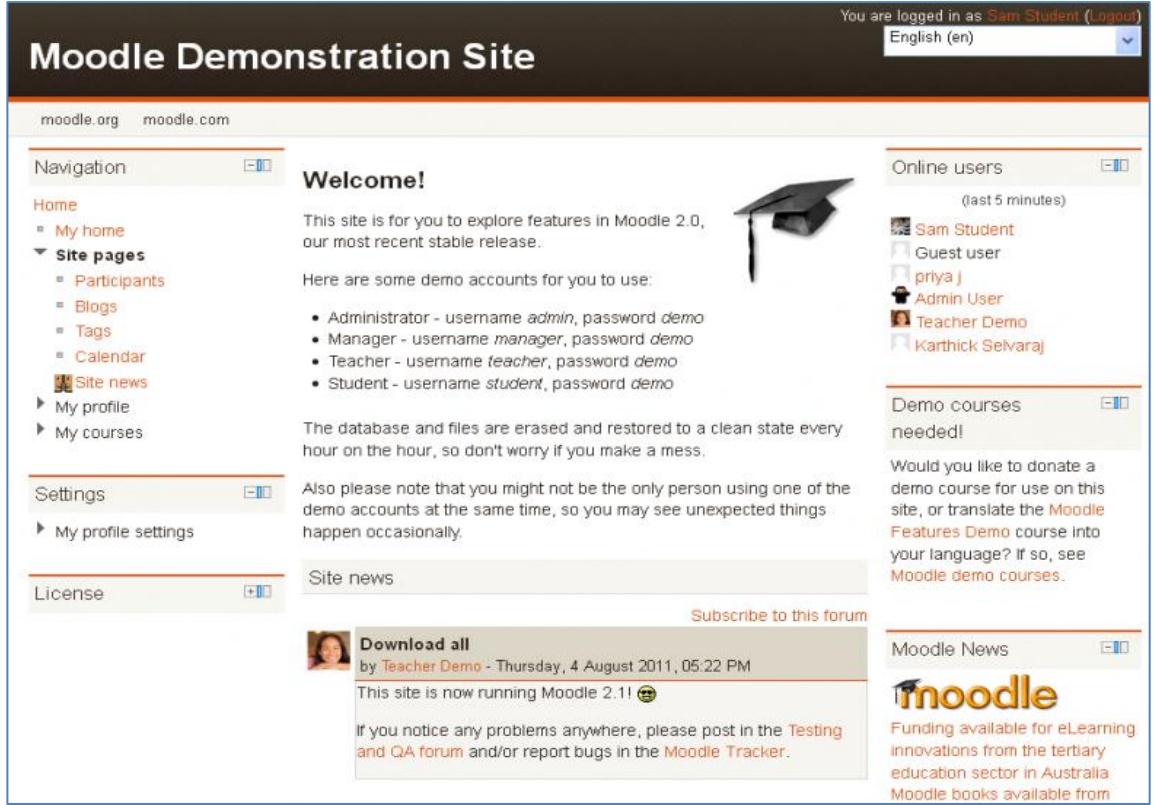 You are logged in as Sam Student (Logout)
English (en)
Moodle Demonstration Site
moodle.org moodle.com
Navigation
Home
My home
Site pages
Participants
Blogs
Tags
Calendar
Site news
My profile
My courses
Settings
My profile settings
License
Welcome!
This site is for you to explore features in Moodle 2.0,
our most recent stable release.
Here are some demo accounts for you to use:
• Administrator - username admin, password demo
• Manager - username manager, password demo
• Teacher - username teacher, password demo
• Student - username student, password demo
The database and files are erased and restored to a clean state every
hour on the hour, so don't worry if you make a mess.
Also please note that you might not be the only person using one of the
demo accounts at the same time, so you may see unexpected things
happen occasionally.
Site news
Subscribe to this forum
Download all
by Teacher Demo - Thursday, 4 August 2011, 05:22 PM
This site is now running Moodle 2.1!
If you notice any problems anywhere, please post in the Testing
and QA forum and/or report bugs in the Moodle Tracker.
Online users
(last 5 minutes)
Sam Student
Guest user
priya j
Admin User
Teacher Demo
Karthick Selvaraj
Demo courses
needed!
Would you like to donate a
demo course for use on this
site, or translate the Moodle
Features Demo course into
your language? If so, see
Moodle demo courses.
Moodle News
moodle
Funding available for eLearning
innovations from the tertiary
education sector in Australia
Moodle books available from